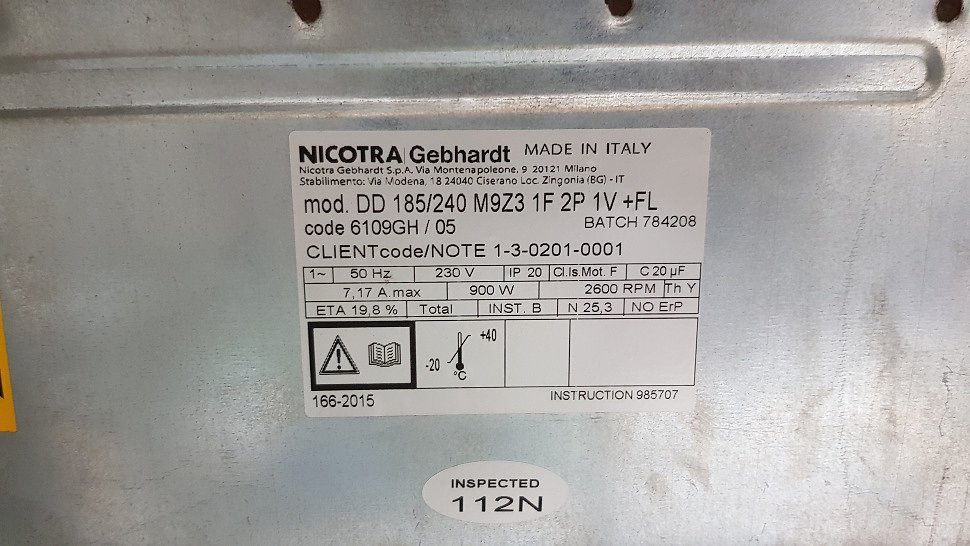 NICOTRA Gebhardt MADE IN ITALY
Nicotra Gebhardt S.p.A. Via Montenapoleone, 9 20121 Milano
Stabilimento: Via Modena, 18 24040 Ciserano Loc. Zingonia (BG) - IT
mod. DD 185/240 M9Z3 1F 2P 1V +FL
code 6109GH / 05 BATCH 784208
CLIENTcode/NOTE 1-3-0201-0001
1~ 50 Hz 230 V IP 20 Cl.Is.Mot. F C 20 µF
7,17 A.max 900 W 2600 RPM Th Y
ETA 19,8 % Total INST. B N 25,3 NO ErP
+40
-20
°C
166-2015 INSTRUCTION 985707
INSPECTED
112N